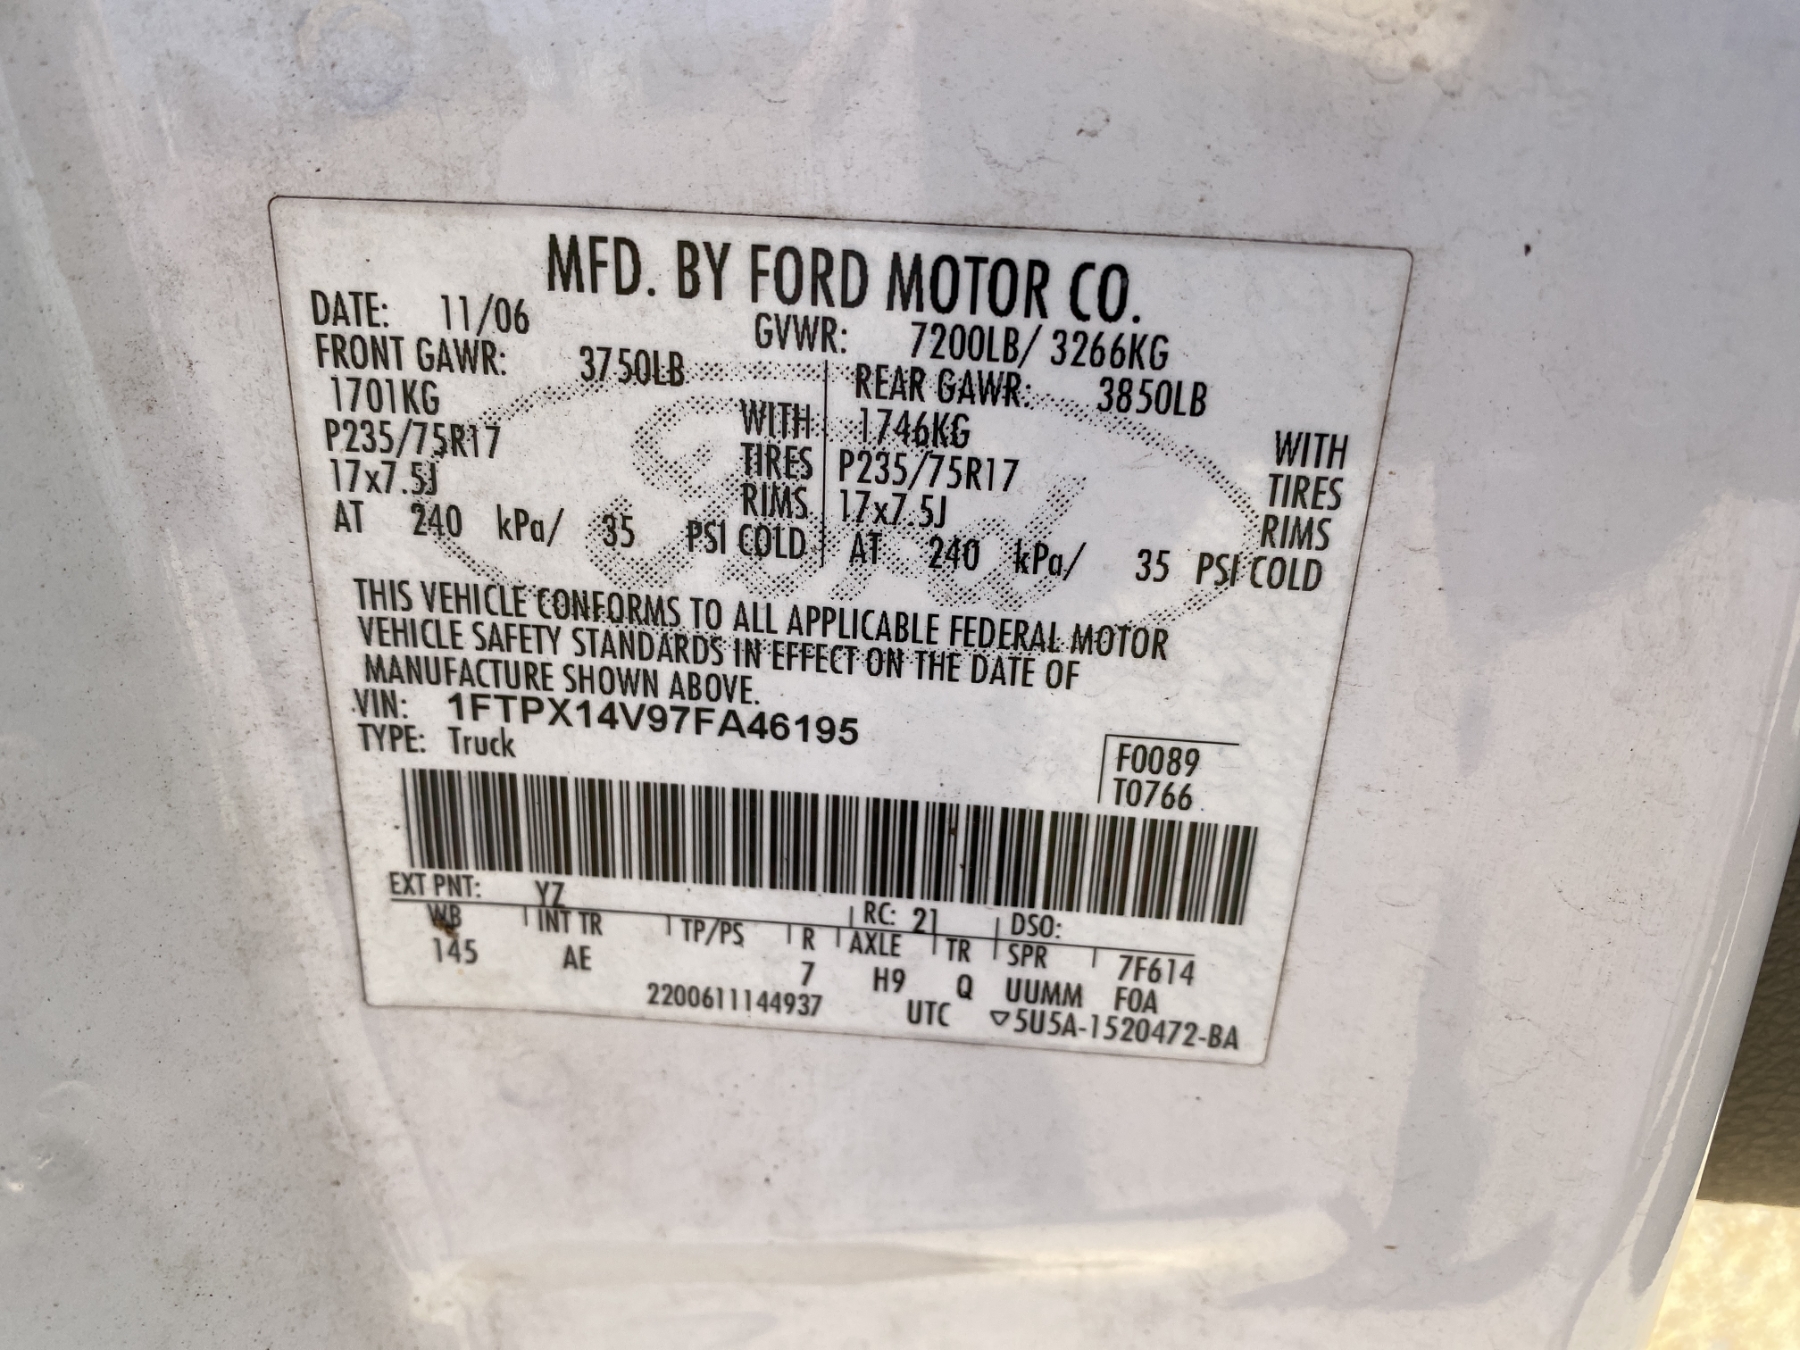 MFD. BY FORD MOTOR CO.
DATE: 11/06 GVWR: 7200LB/ 3266KG
FRONT GAWR: 3750LB REAR GAWR: 3850LB
1701KG WITH 1746KG WITH
P235/75R17 TIRES P235/75R17 TIRES
17x7.5J RIMS 17x7.5J RIMS
AT 240 kPa/ 35 PSI COLD AT 240 kPa/ 35 PSI COLD
Ford
THIS VEHICLE CONFORMS TO ALL APPLICABLE FEDERAL MOTOR
VEHICLE SAFETY STANDARDS IN EFFECT ON THE DATE OF
MANUFACTURE SHOWN ABOVE.
VIN: 1FTPX14V97FA46195
TYPE: Truck
F0089
T0766
EXT PNT: YZ RC: 21 DSO:
WB INT TR TP/PS R AXLE TR SPR 7F614
145 AE 7 H9 Q UUMM FOA
2200611144937 UTC ▽5U5A-1520472-BA